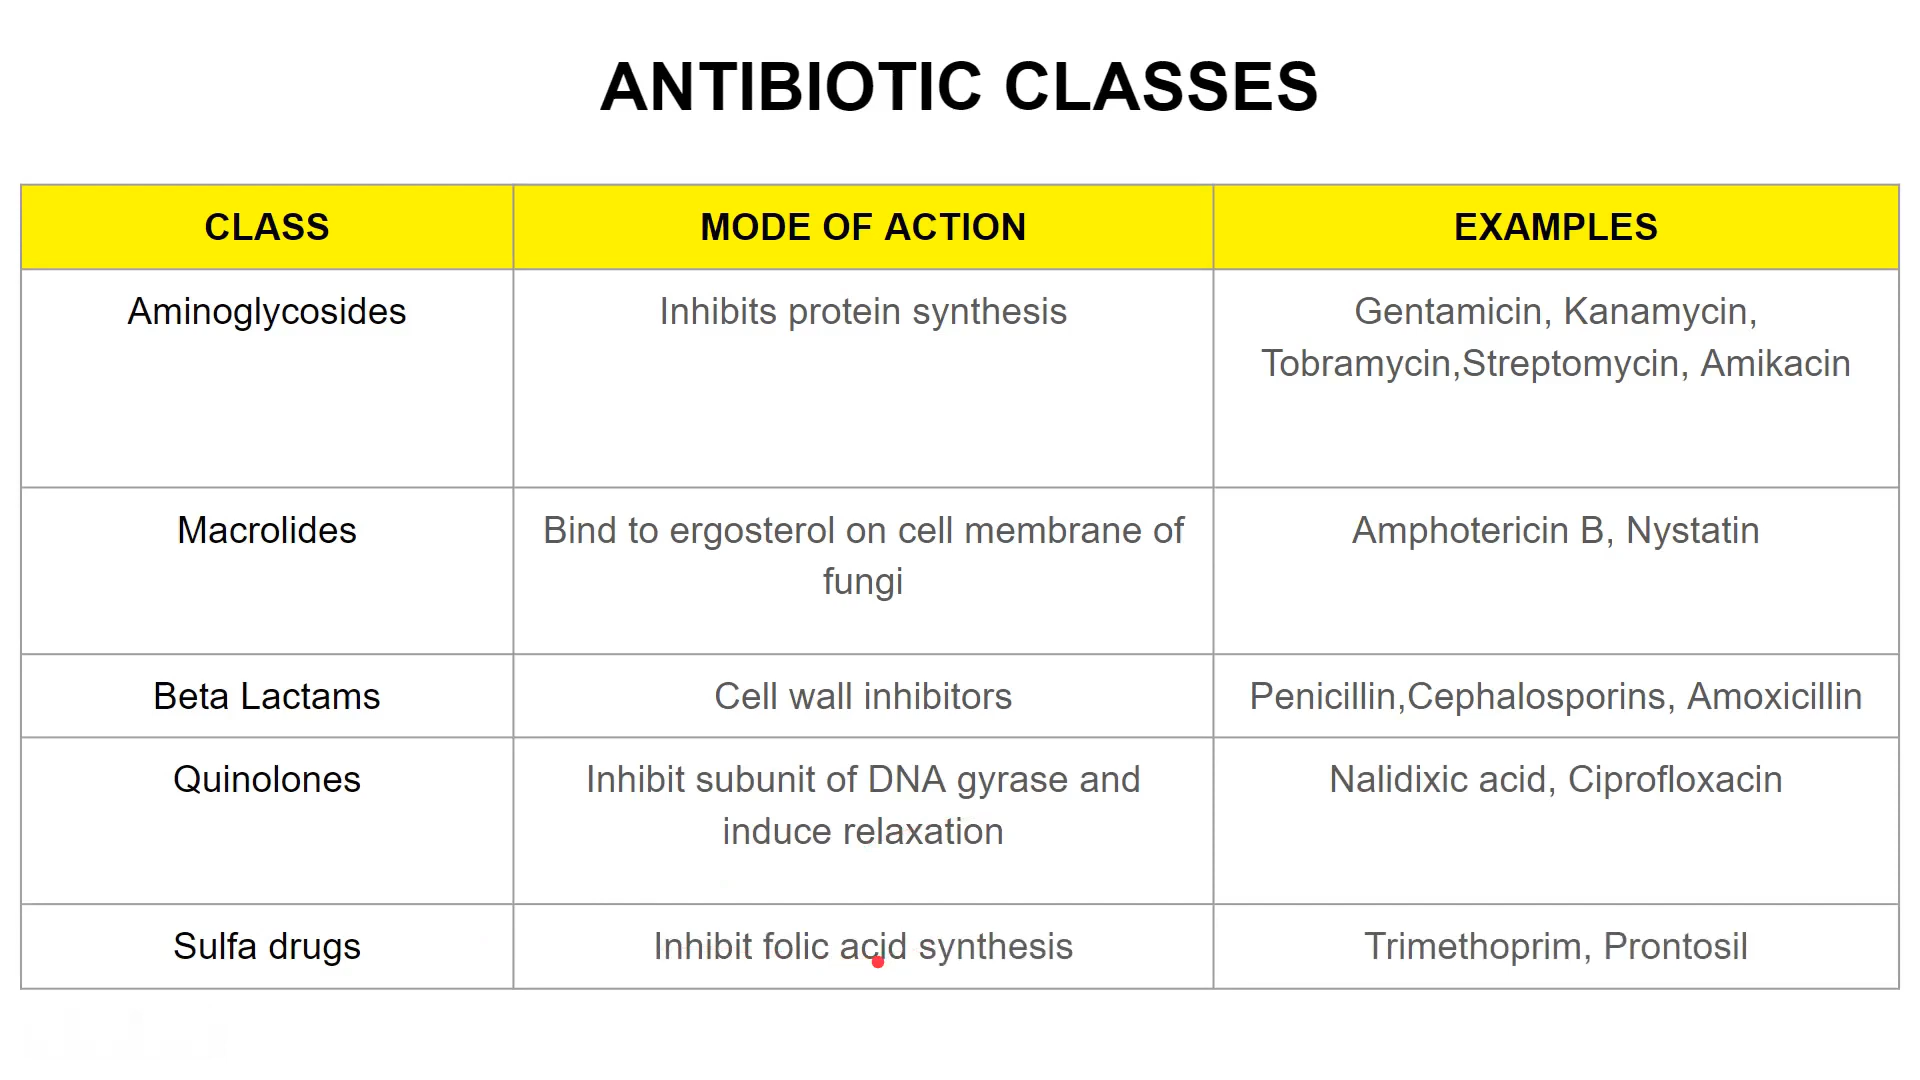 ANTIBIOTIC CLASSES
CLASS MODE OF ACTION EXAMPLES
Aminoglycosides Inhibits protein synthesis Gentamicin, Kanamycin,
Tobramycin,Streptomycin, Amikacin
Macrolides Bind to ergosterol on cell membrane of Amphotericin B, Nystatin
fungi
Beta Lactams Cell wall inhibitors Penicillin,Cephalosporins, Amoxicillin
Quinolones Inhibit subunit of DNA gyrase and Nalidixic acid, Ciprofloxacin
induce relaxation
Sulfa drugs Inhibit folic acid synthesis Trimethoprim, Prontosil